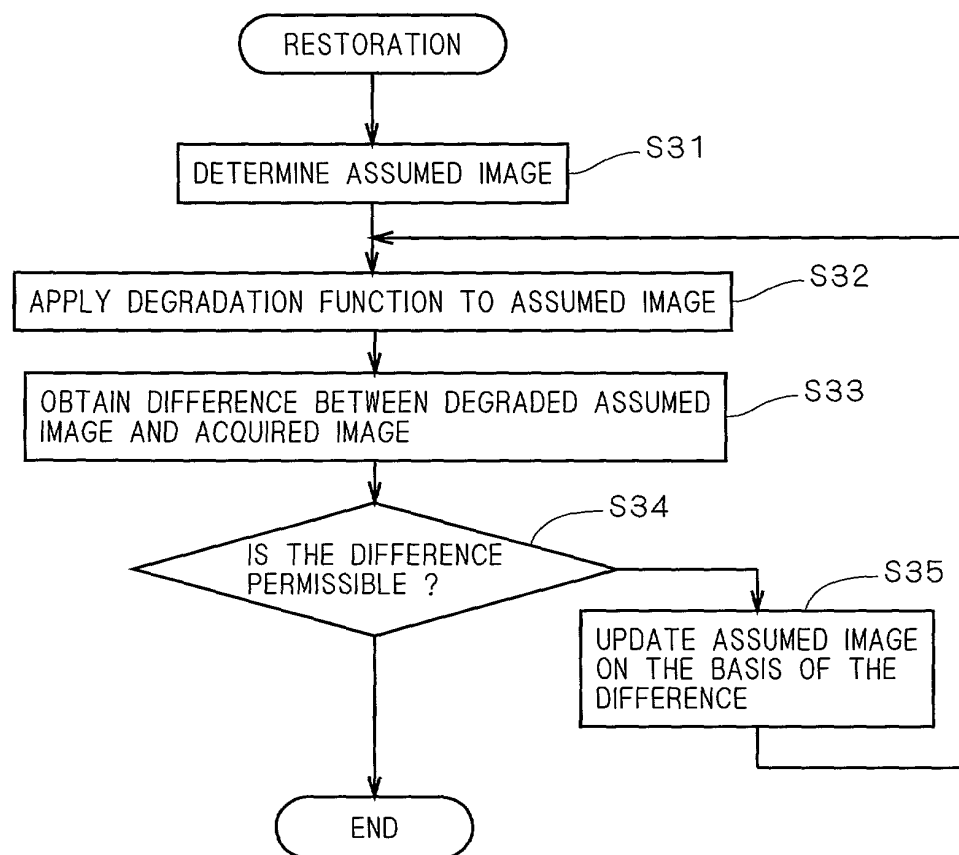 RESTORATION
S31
DETERMINE ASSUMED IMAGE
S32
APPLY DEGRADATION FUNCTION TO ASSUMED IMAGE
S33
OBTAIN DIFFERENCE BETWEEN DEGRADED ASSUMED
IMAGE AND ACQUIRED IMAGE
S34
IS THE DIFFERENCE
PERMISSIBLE ?
S35
UPDATE ASSUMED IMAGE
ON THE BASIS OF THE
DIFFERENCE
END